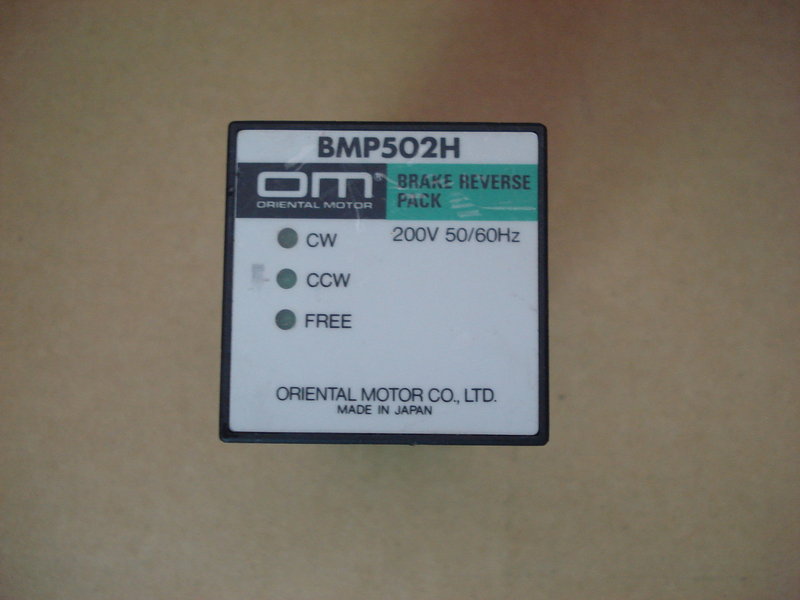 BMP502H
OM®
ORIENTAL MOTOR
BRAKE REVERSE
PACK
200V 50/60Hz
CW
CCW
FREE
ORIENTAL MOTOR CO., LTD.
MADE IN JAPAN